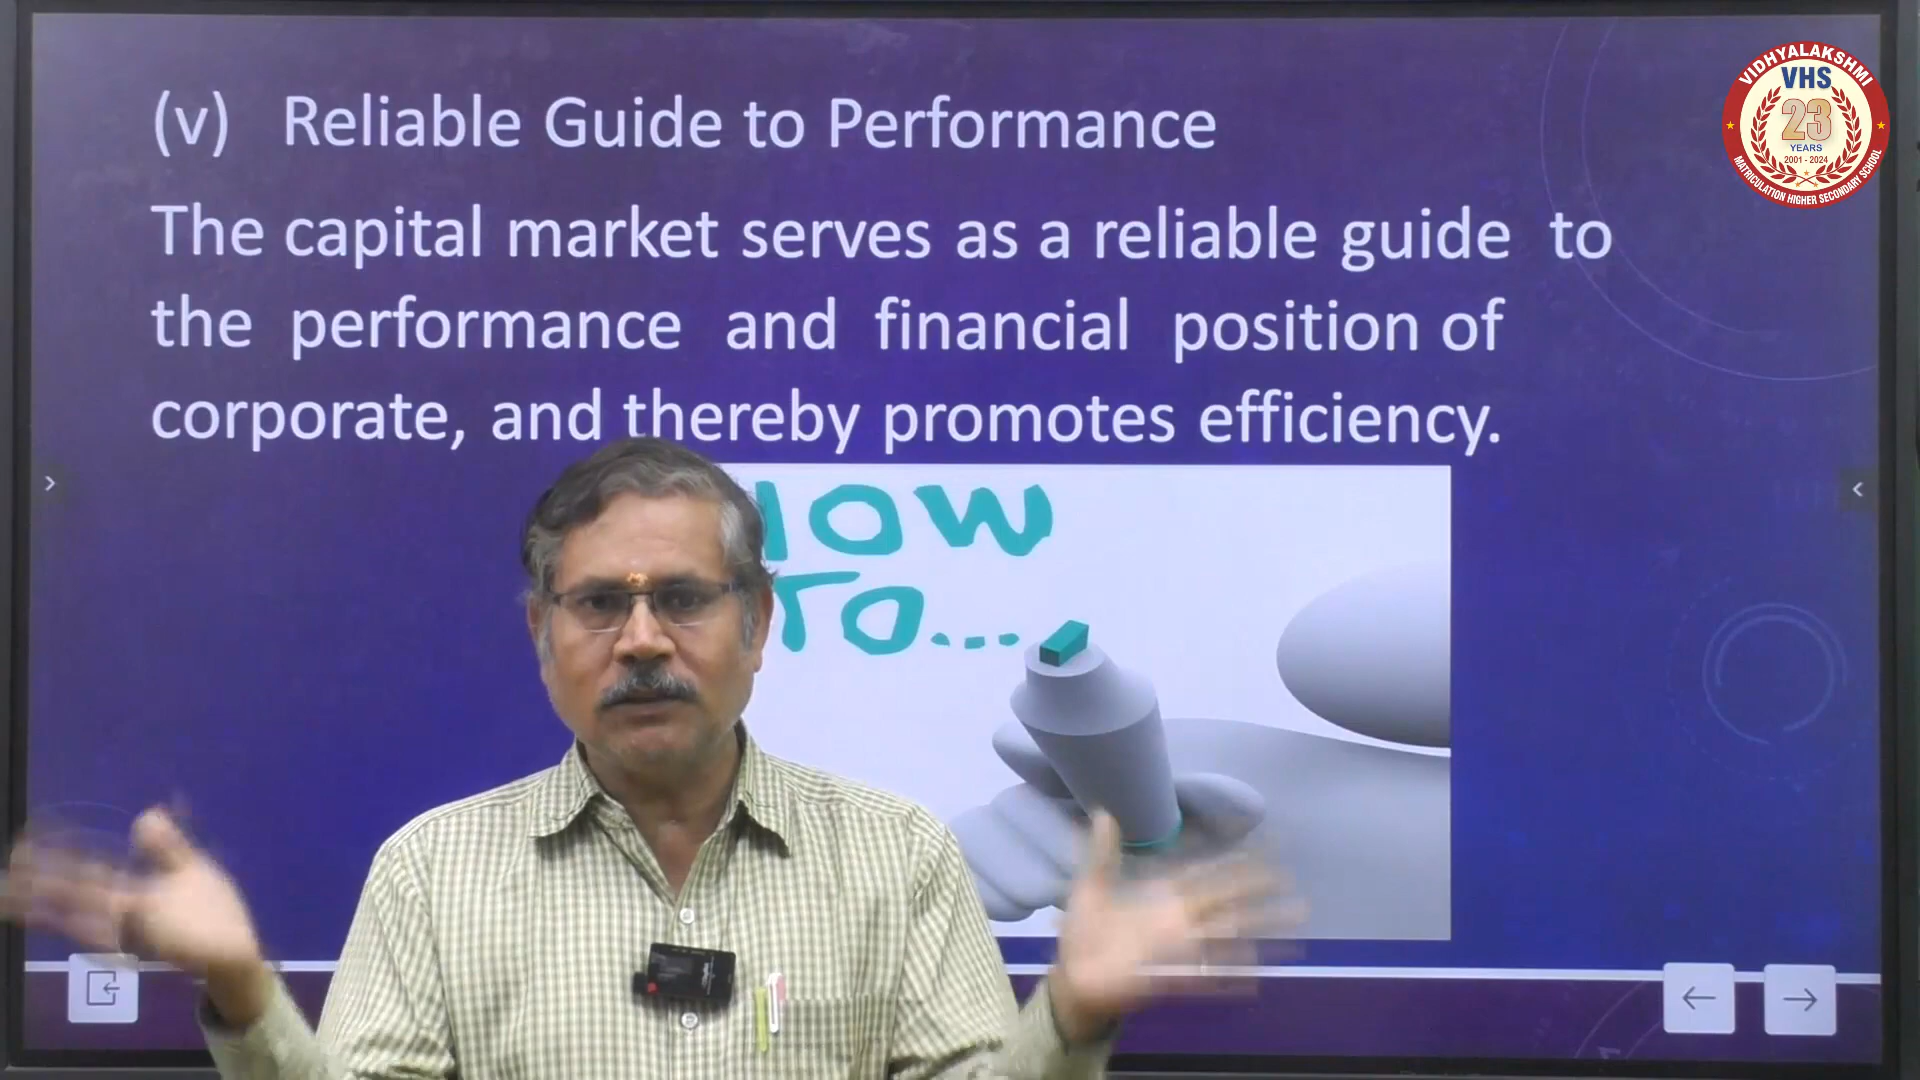 (v) Reliable Guide to Performance
The capital market serves as a reliable guide to
the performance and financial position of
corporate, and thereby promotes efficiency.
VIDHYALAKSHMI
VHS
23
YEARS
2001 - 2024
MATRICULATION HIGHER SECONDARY SCHOOL
TO...